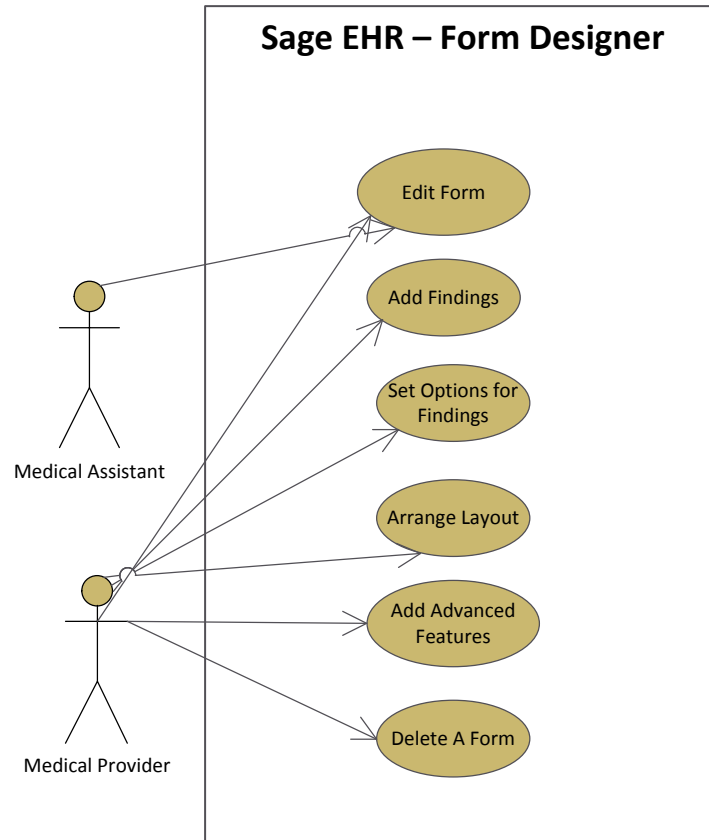 Sage EHR – Form Designer
Edit Form
Add Findings
Set Options for
Findings
Medical Assistant
Arrange Layout
Add Advanced
Features
Delete A Form
Medical Provider